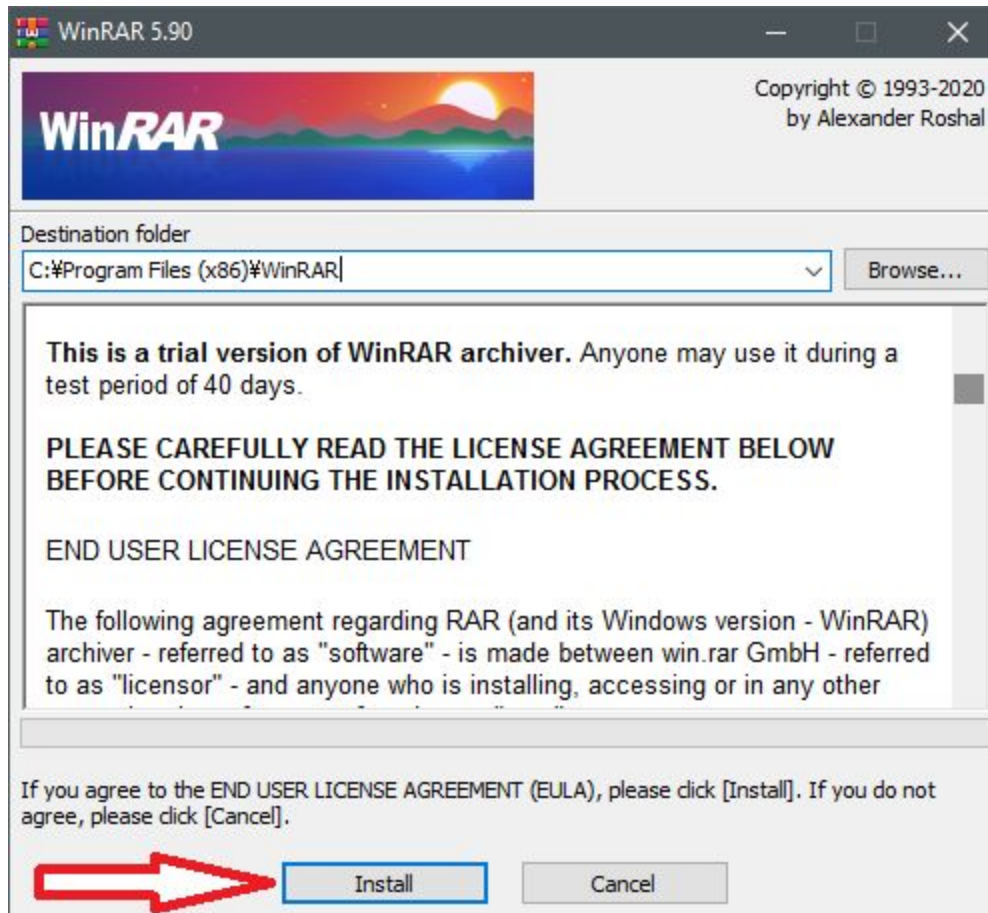 WinRAR 5.90
WinRAR
Copyright © 1993-2020
by Alexander Roshal
Destination folder
C:¥Program Files (x86)¥WinRAR
Browse...
This is a trial version of WinRAR archiver. Anyone may use it during a
test period of 40 days.
PLEASE CAREFULLY READ THE LICENSE AGREEMENT BELOW
BEFORE CONTINUING THE INSTALLATION PROCESS.
END USER LICENSE AGREEMENT
The following agreement regarding RAR (and its Windows version - WinRAR)
archiver - referred to as "software" - is made between win.rar GmbH - referred
to as "licensor" - and anyone who is installing, accessing or in any other
If you agree to the END USER LICENSE AGREEMENT (EULA), please click [Install]. If you do not
agree, please click [Cancel].
Install
Cancel